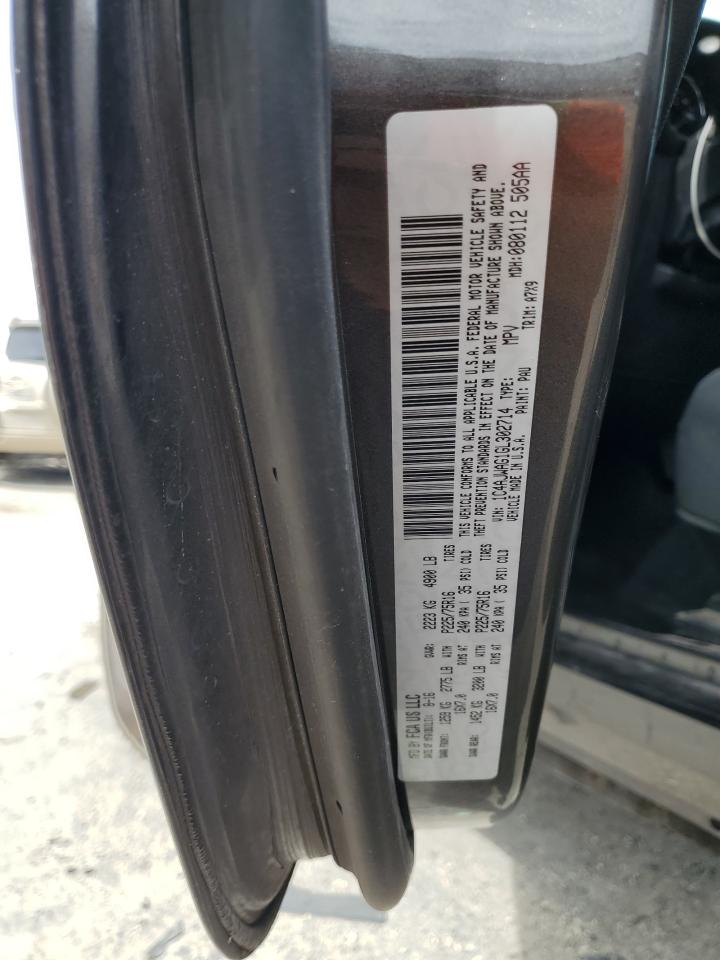 MFD BY FCA US LLC
DATE OF MFR 8-16 GVWR: 2223 KG 4900 LB
GAWR FRONT: 1259 KG 2775 LB WITH P225/75R16 TIRES
16X7.0 RIMS AT 240 KPA ( 35 PSI) COLD
GAWR REAR: 1452 KG 3200 LB WITH P225/75R16 TIRES
16X7.0 RIMS AT 240 KPA ( 35 PSI) COLD
THIS VEHICLE CONFORMS TO ALL APPLICABLE U.S.A. FEDERAL MOTOR VEHICLE SAFETY AND
THEFT PREVENTION STANDARDS IN EFFECT ON THE DATE OF MANUFACTURE SHOWN ABOVE.
VIN: TYPE: MPV MDH: 080112 505AA
VEHICLE MADE IN U.S.A. PAINT: PAU TRIM: A7X9